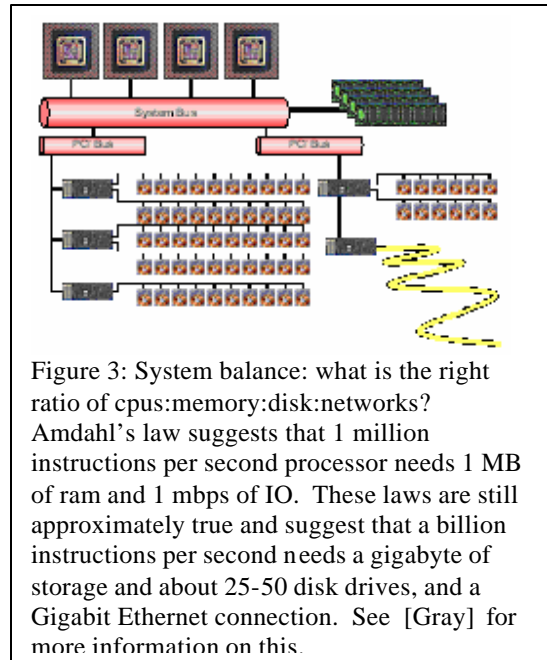 System Bus
PCI Bus
PCI Bus
Figure 3: System balance: what is the right
ratio of cpus:memory:disk:networks?
Amdahl’s law suggests that 1 million
instructions per second processor needs 1 MB
of ram and 1 mbps of IO.  These laws are still
approximately true and suggest that a billion
instructions per second needs a gigabyte of
storage and about 25-50 disk drives, and a
Gigabit Ethernet connection.  See  [Gray]  for
more information on this.